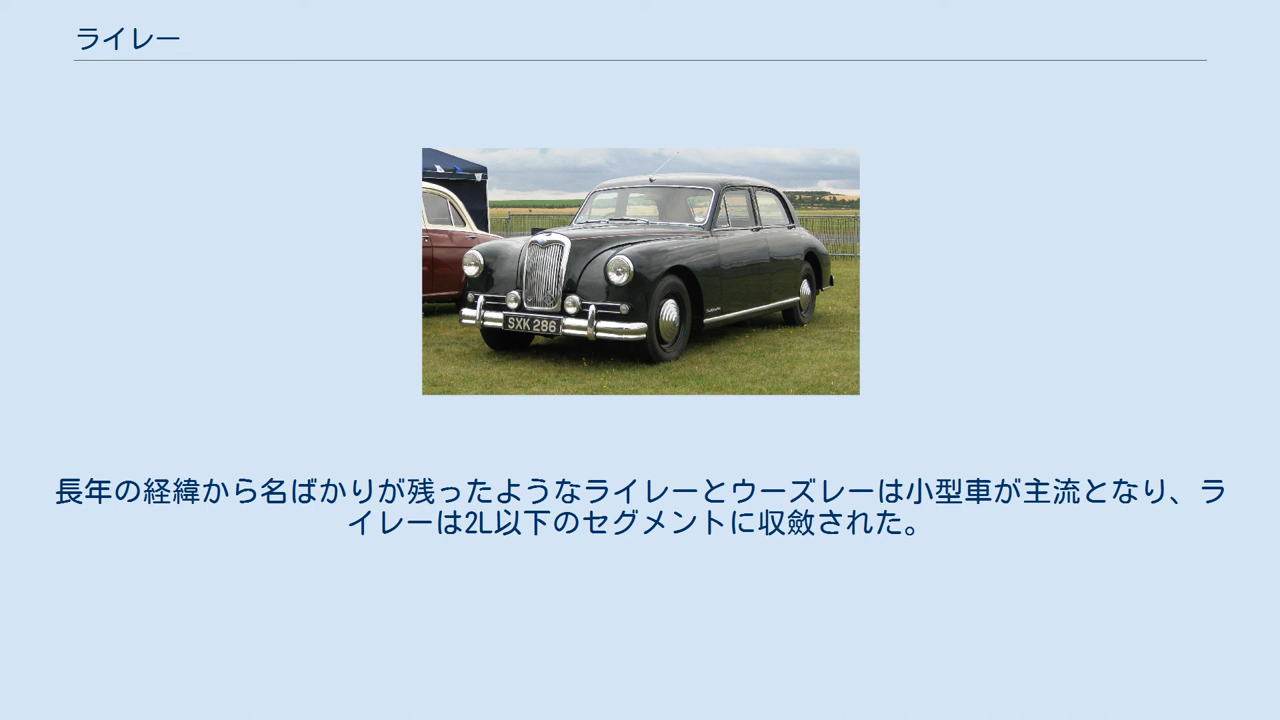 ライレー
SXK 286
長年の経緯から名ばかりが残ったようなライレーとウーズレーは小型車が主流となり、ラ
イレーは2L以下のセグメントに収斂された。